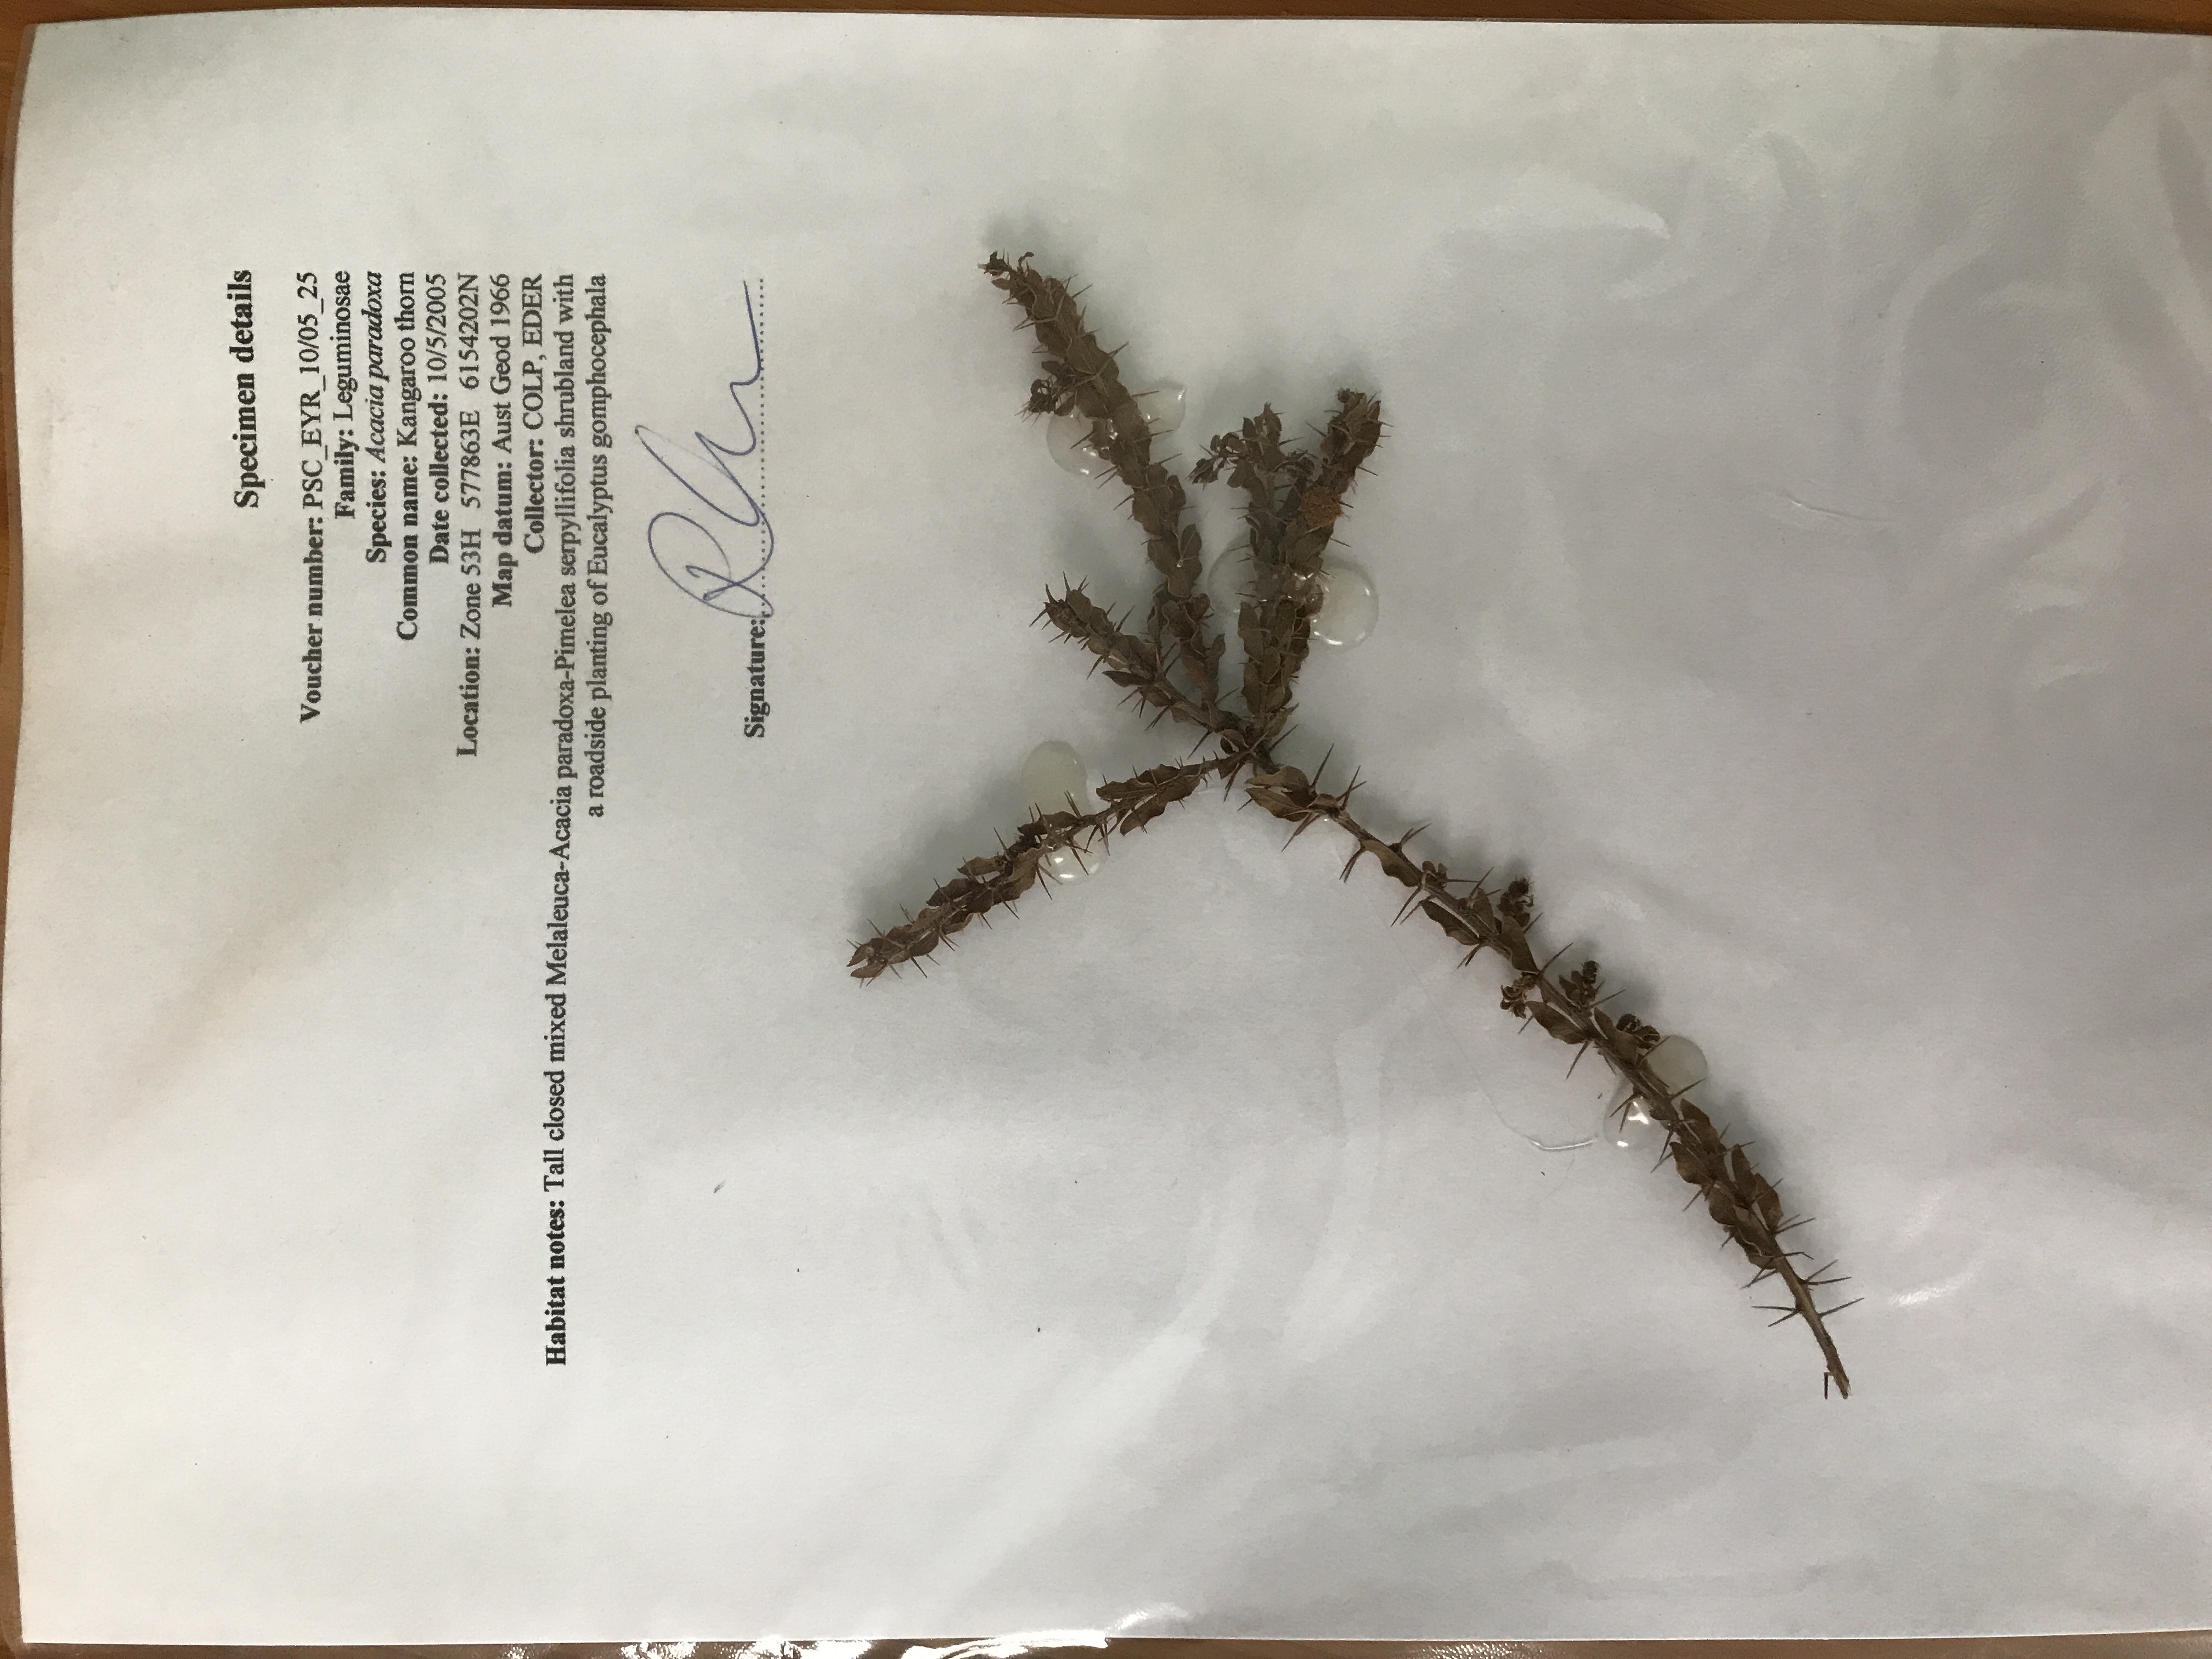 Specimen details
Voucher number: PSC_EYR_10/05_25
Family: Leguminosae
Species: Acacia paradoxa
Common name: Kangaroo thorn
Date collected: 10/5/2005
Location: Zone 53H 577863E 6154202N
Map datum: Aust Geod 1966
Collector: COLP, EDER
Habitat notes: Tall closed mixed Melaleuca-Acacia paradoxa-Pimelea serpyllifolia shrubland with
a roadside planting of Eucalyptus gomphocephala
Signature: